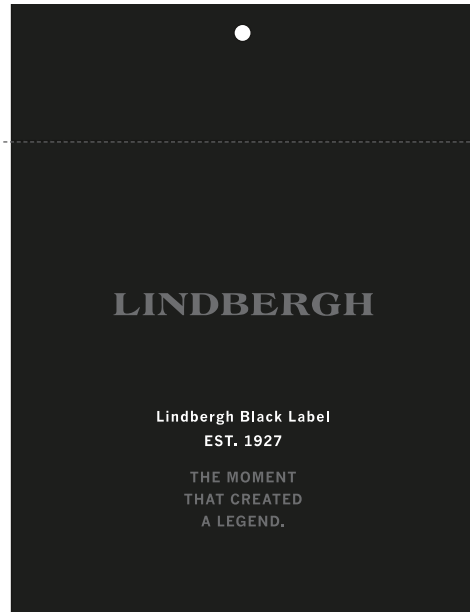 LINDBERGH
Lindbergh Black Label
EST. 1927
THE MOMENT
THAT CREATED
A LEGEND.